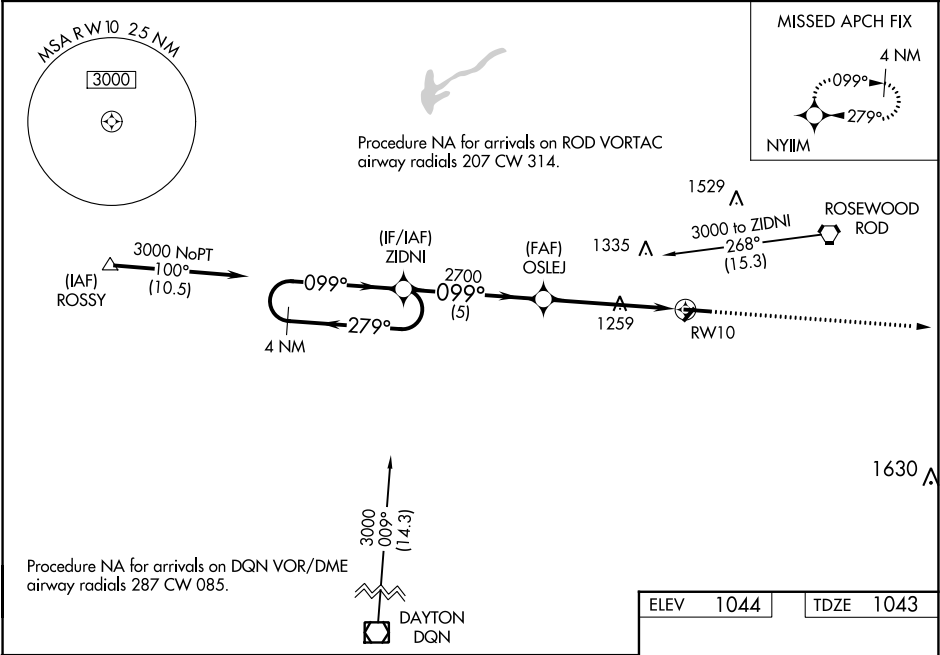 MSA RW 10 25 NM
3000
MISSED APCH FIX
4 NM
099°
279°
NYIIM
Procedure NA for arrivals on ROD VORTAC
airway radials 207 CW 314.
1529
ROSEWOOD
ROD
3000 to ZIDNI
268°
(15.3)
1335
(IF/IAF)
ZIDNI
(FAF)
OSLEJ
3000 NoPT
100°
(10.5)
(IAF)
ROSSY
099°
2700
099°
(5)
279°
4 NM
1259
RW10
1630
3000
009°
(14.3)
Procedure NA for arrivals on DQN VOR/DME
airway radials 287 CW 085.
DAYTON
DQN
ELEV 1044
TDZE 1043